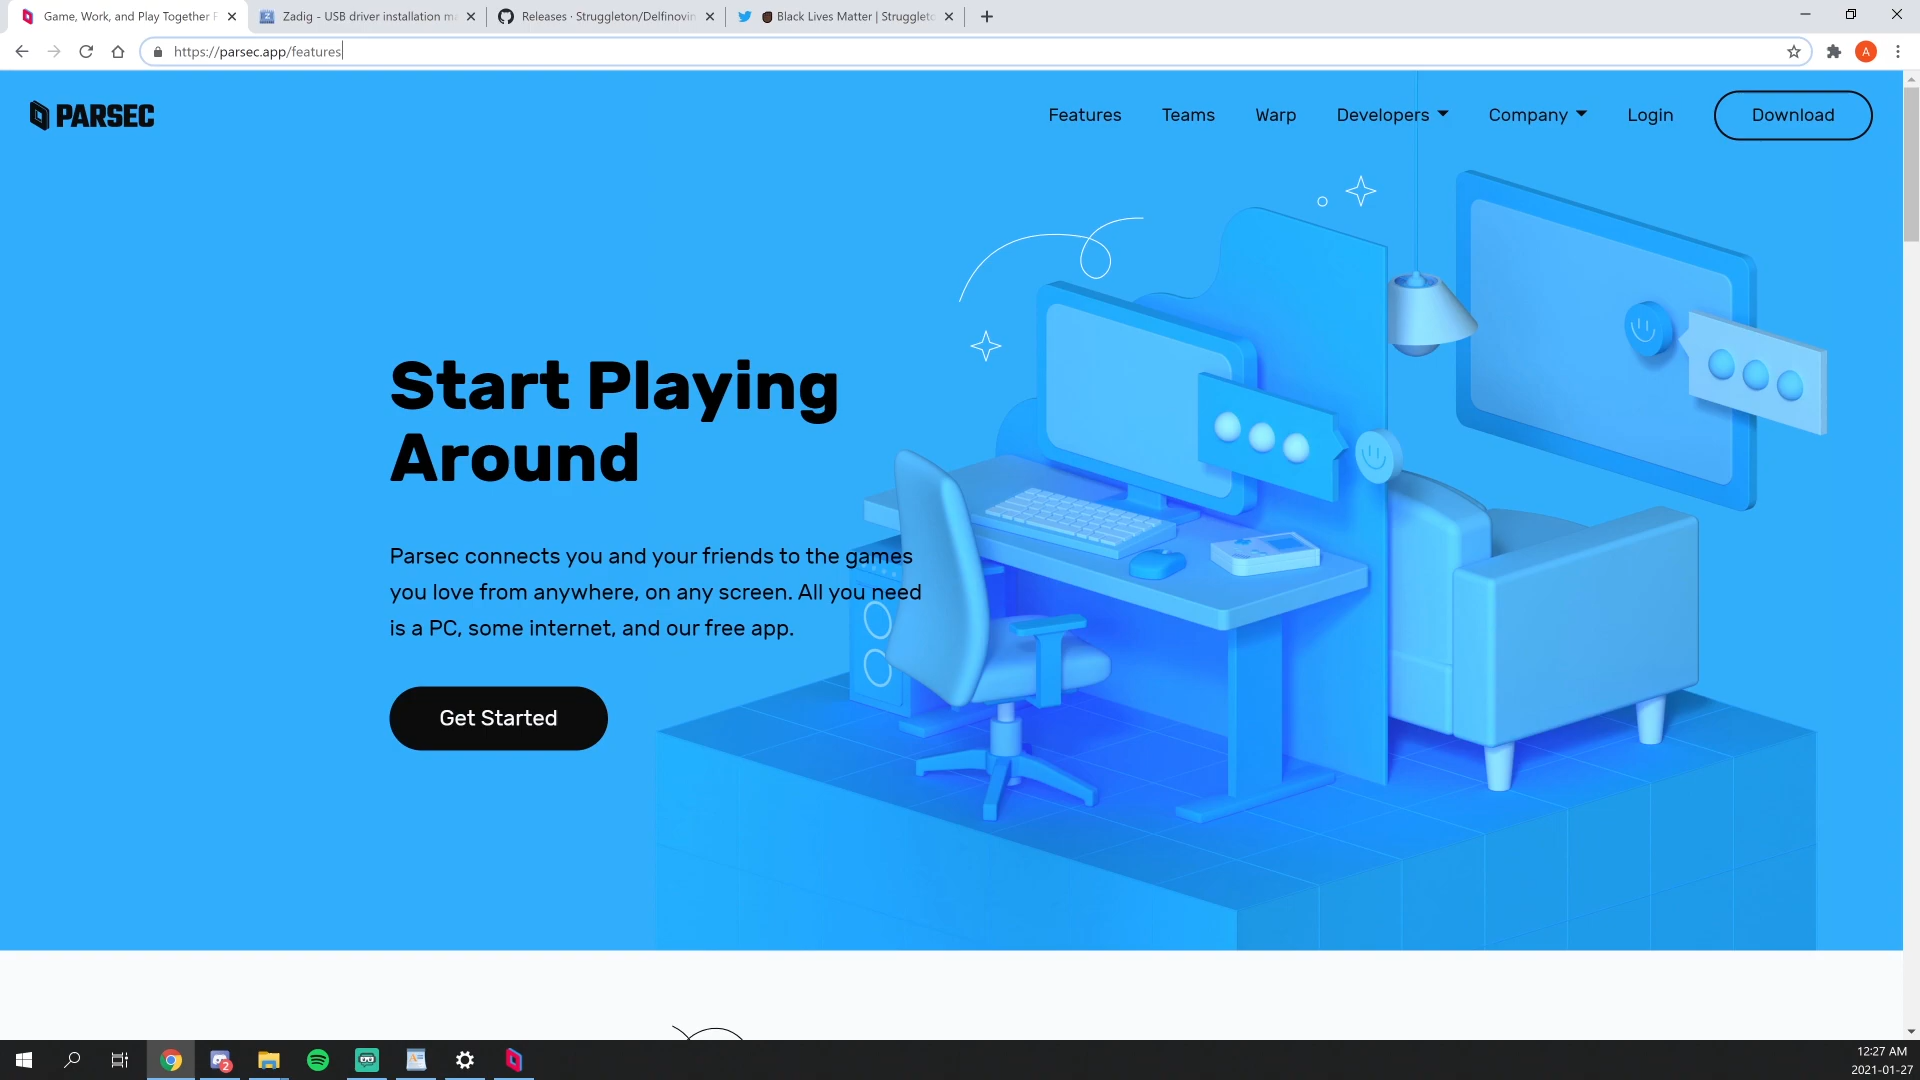 Game, Work, and Play Together F
Zadig - USB driver installation ma
Releases · Struggleton/Delfinovin
Black Lives Matter | Struggleto
https://parsec.app/features
A
PARSEC
Features
Teams
Warp
Developers
Company
Login
Download
Start Playing
Around
Parsec connects you and your friends to the games
you love from anywhere, on any screen. All you need
is a PC, some internet, and our free app.
Get Started
2
12:27 AM
2021-01-27